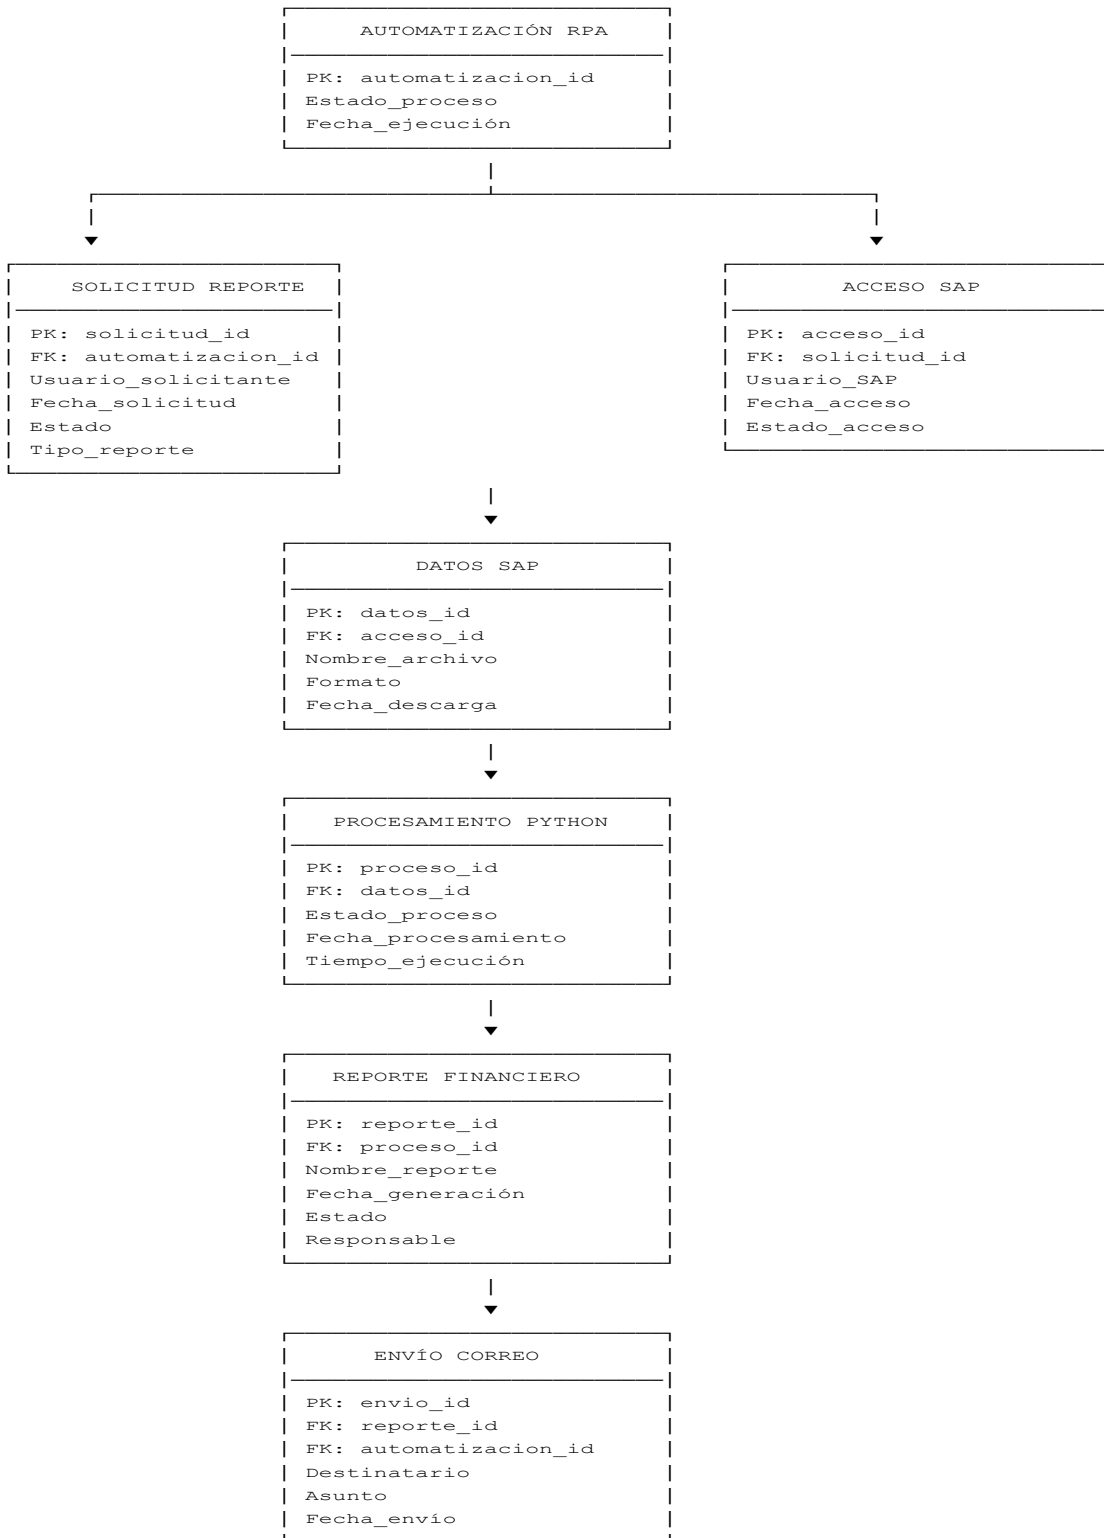 AUTOMATIZACIÓN RPA
PK: automatizacion_id
Estado_proceso
Fecha_ejecución
SOLICITUD REPORTE
PK: solicitud_id
FK: automatizacion_id
Usuario_solicitante
Fecha_solicitud
Estado
Tipo_reporte
ACCESO SAP
PK: acceso_id
FK: solicitud_id
Usuario_SAP
Fecha_acceso
Estado_acceso
DATOS SAP
PK: datos_id
FK: acceso_id
Nombre_archivo
Formato
Fecha_descarga
PROCESAMIENTO PYTHON
PK: proceso_id
FK: datos_id
Estado_proceso
Fecha_procesamiento
Tiempo_ejecución
REPORTE FINANCIERO
PK: reporte_id
FK: proceso_id
Nombre_reporte
Fecha_generación
Estado
Responsable
ENVÍO CORREO
PK: envio_id
FK: reporte_id
FK: automatizacion_id
Destinatario
Asunto
Fecha_envío